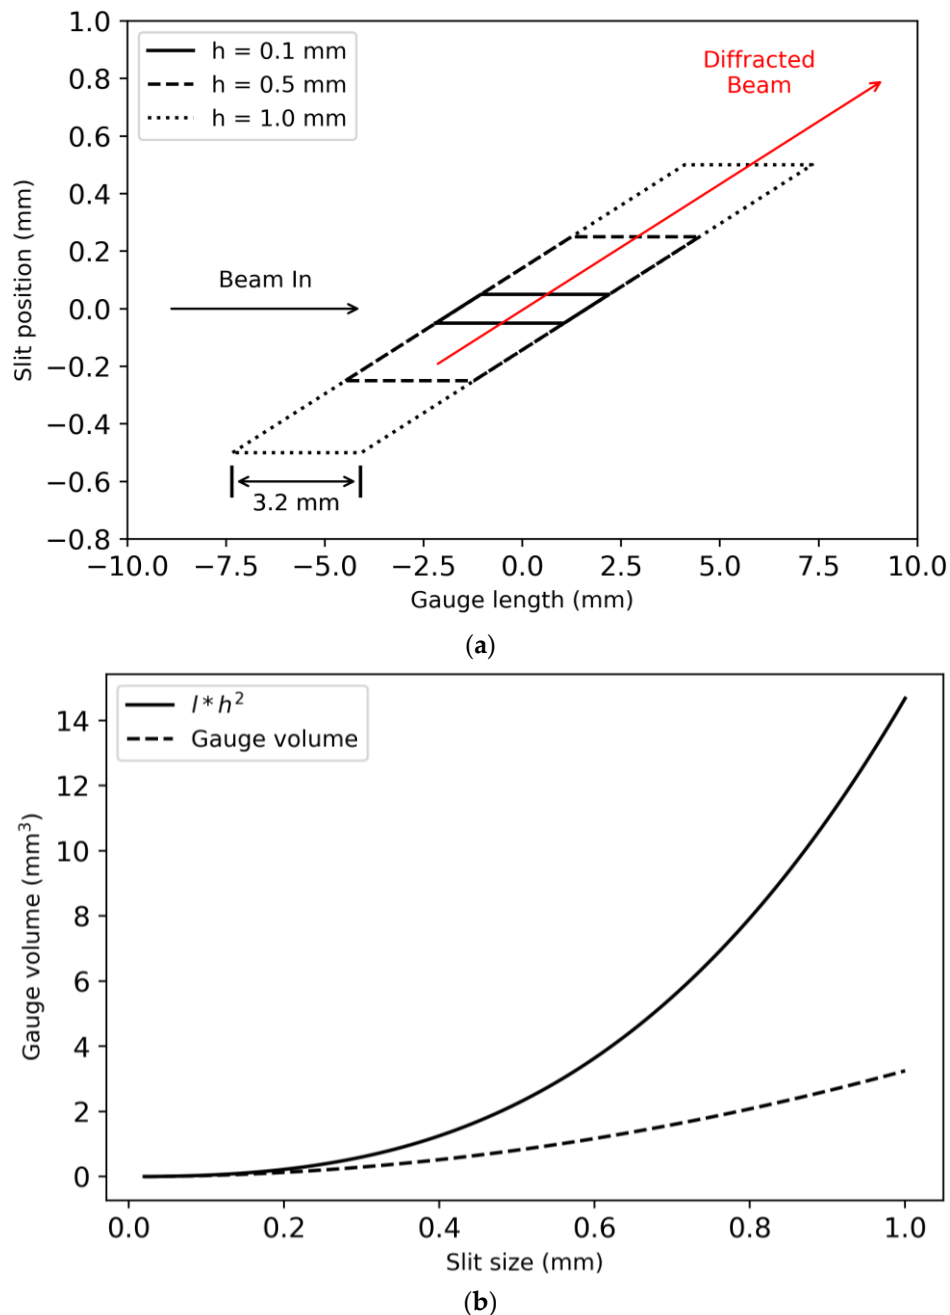 1.0
h = 0.1 mm
h = 0.5 mm
h = 1.0 mm
Diffracted
Beam
0.8
0.6
0.4
0.2
Beam In
0.0
−0.2
−0.4
−0.6
3.2 mm
−0.8
Slit position (mm)
−10.0 −7.5 −5.0 −2.5 0.0 2.5 5.0 7.5 10.0
Gauge length (mm)
(a)
l * h²
Gauge volume
14
12
10
8
6
4
2
0
Gauge volume (mm³)
0.0 0.2 0.4 0.6 0.8 1.0
Slit size (mm)
(b)